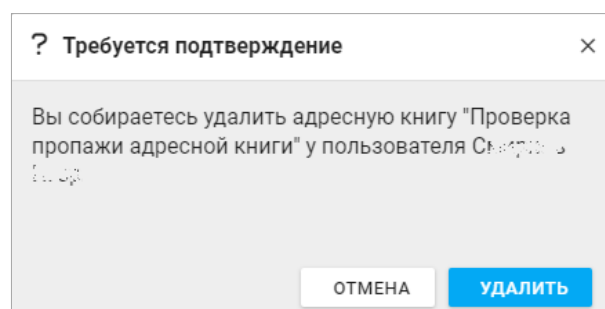 ? Требуется подтверждение
Вы собираетесь удалить адресную книгу "Проверка
пропажи адресной книги" у пользователя
ОТМЕНА
УДАЛИТЬ